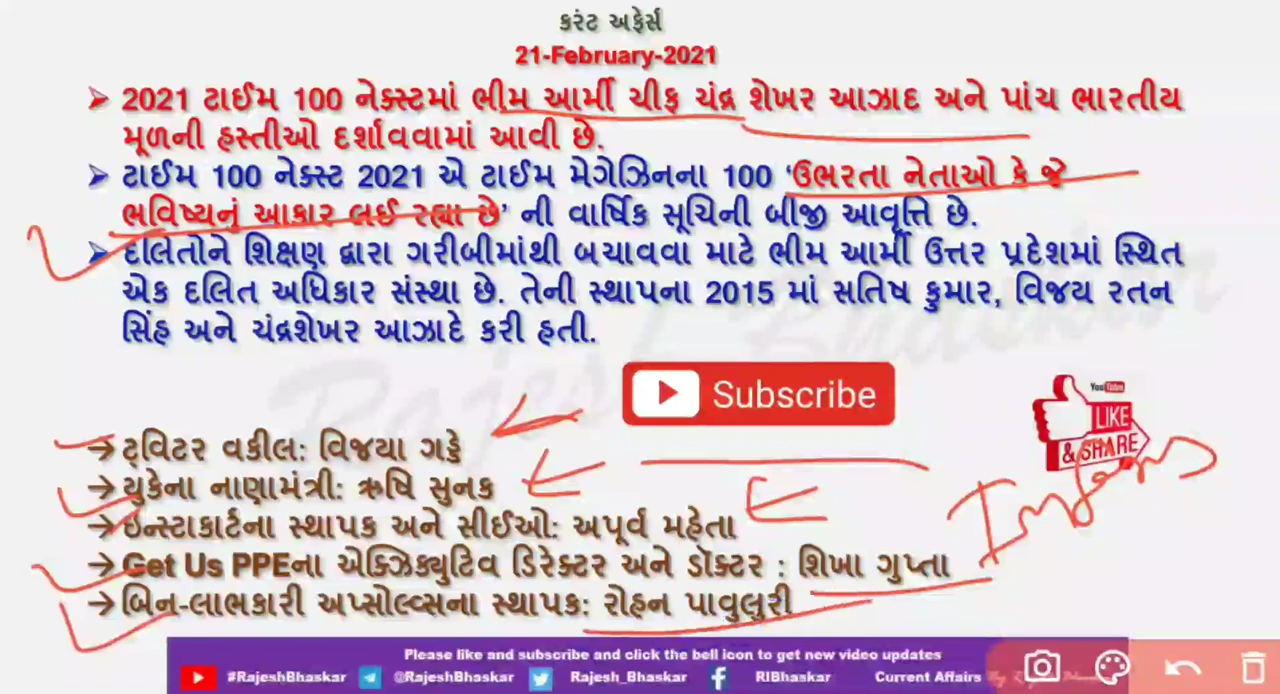 કરંટ અફેર્સ
21-February-2021
➢ 2021 ટાઈમ 100 નેક્સ્ટમાં ભીમ આર્મી ચીફ ચંદ્ર શેખર આઝાદ અને પાંચ ભારતીય
મૂળની હસ્તીઓ દર્શાવવામાં આવી છે.
➢ ટાઈમ 100 નેક્સ્ટ 2021 એ ટાઈમ મેગેઝિનના 100 ‘ઉભરતા નેતાઓ કે જે
ભવિષ્યનું આકાર લઈ રહ્યા છે’ ની વાર્ષિક સૂચિની બીજી આવૃત્તિ છે.
➢ દલિતોને શિક્ષણ દ્વારા ગરીબીમાંથી બચાવવા માટે ભીમ આર્મી ઉત્તર પ્રદેશમાં સ્થિત
એક દલિત અધિકાર સંસ્થા છે. તેની સ્થાપના 2015 માં સતિષ કુમાર, વિજય રતન
સિંહ અને ચંદ્રશેખર આઝાદે કરી હતી.
Subscribe
YouTube
LIKE
& SHARE
→ ટ્વિટર વકીલ: વિજયા ગડ્ડે
→ યુકેના નાણામંત્રી: ઋષિ સુનક
→ ઇન્સ્ટાકાર્ટના સ્થાપક અને સીઈઓ: અપૂર્વ મહેતા
→ Get Us PPEના એક્ઝિક્યુટિવ ડિરેક્ટર અને ડૉક્ટર : શિખા ગુપ્તા
→ બિન-લાભકારી અપ્સોલ્વ્સના સ્થાપક: રોહન પાવુલુરી
Please like and subscribe and click the bell icon to get new video updates
#RajeshBhaskar @RajeshBhaskar Rajesh_Bhaskar RIBhaskar Current Affairs By